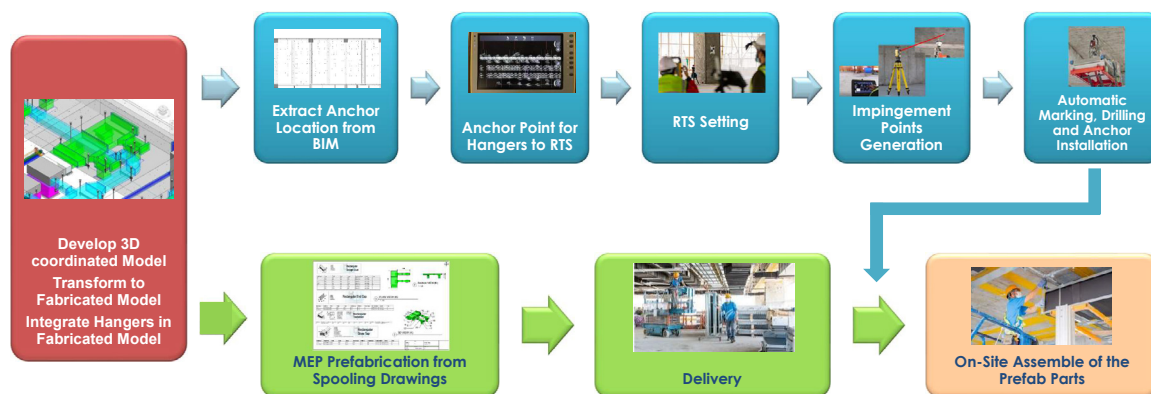 Develop 3D
coordinated Model
Transform to
Fabricated Model
Integrate Hangers in
Fabricated Model
Extract Anchor
Location from
BIM
Anchor Point for
Hangers to RTS
RTS Setting
Impingement
Points
Generation
Automatic
Marking, Drilling
and Anchor
Installation
MEP Prefabrication from
Spooling Drawings
Delivery
On-Site Assemble of the
Prefab Parts